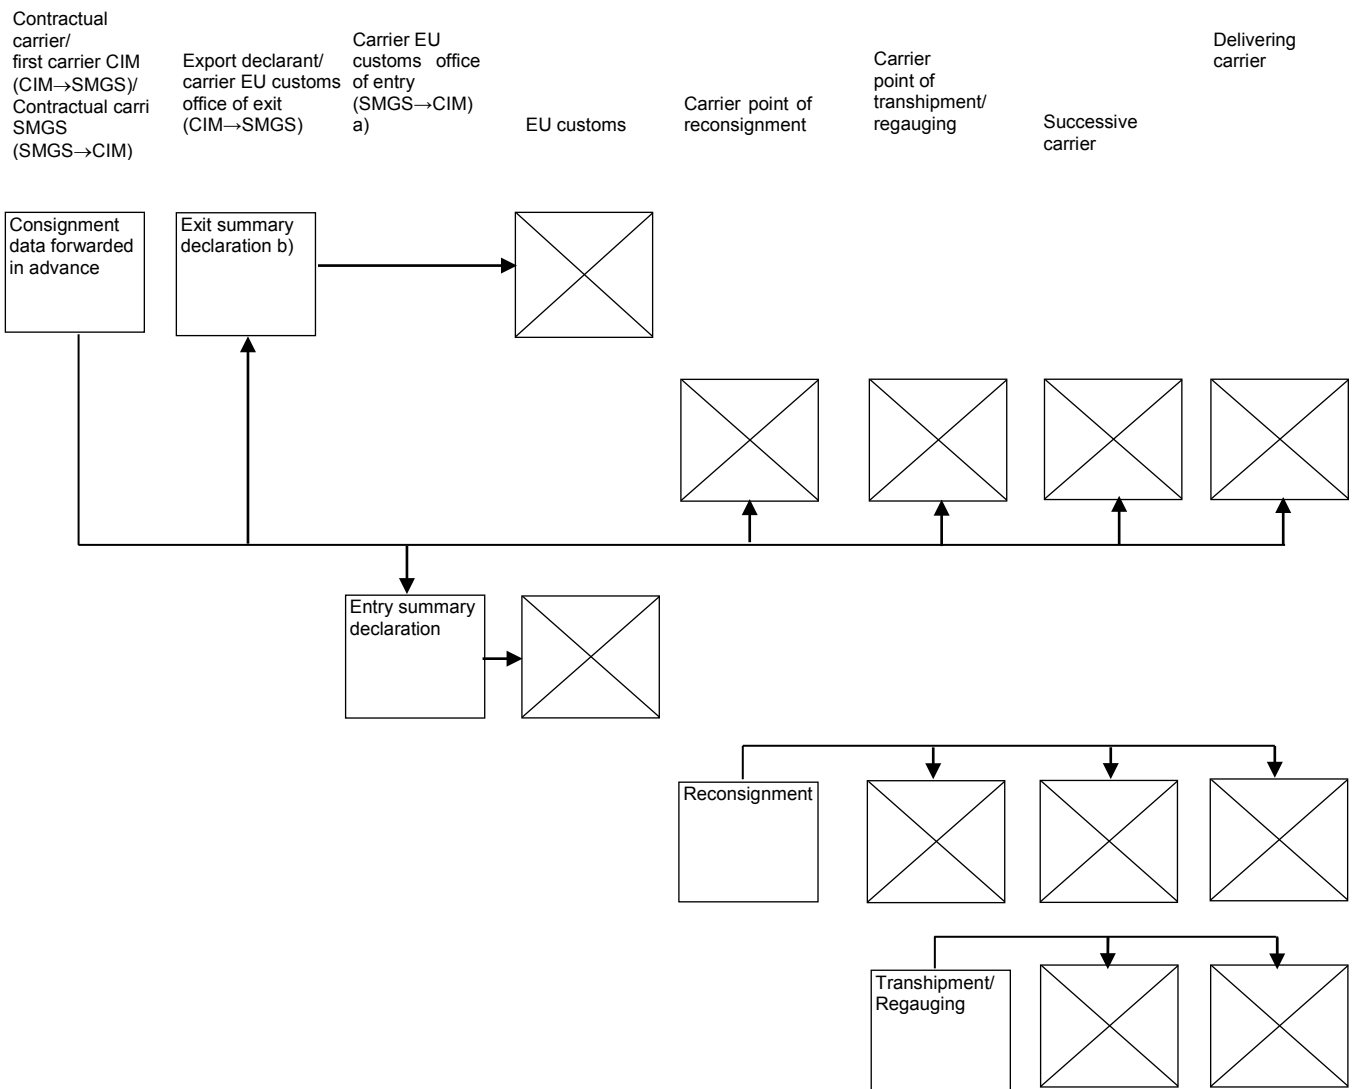 Contractual
carrier/
first carrier CIM
(CIM→SMGS)/
Contractual carri
SMGS
(SMGS→CIM)
Export declarant/
carrier EU customs
office of exit
(CIM→SMGS)
Carrier EU
customs office
of entry
(SMGS→CIM)
a)
EU customs
Carrier point of
reconsignment
Carrier
point of
transhipment/
regauging
Successive
carrier
Delivering
carrier
Consignment
data forwarded
in advance
Exit summary
declaration b)
Entry summary
declaration
Reconsignment
Transhipment/
Regauging